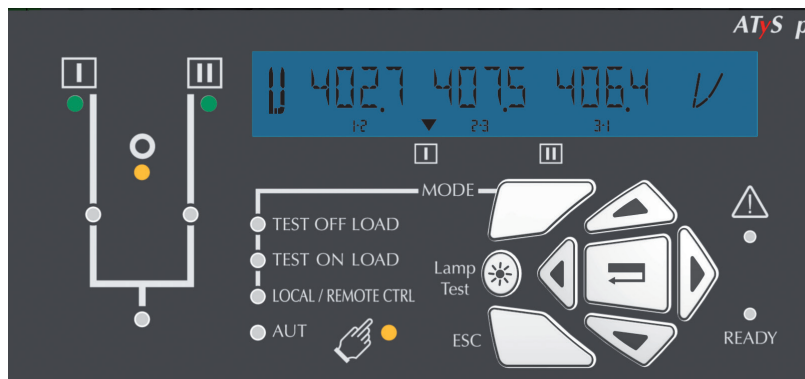 ATyS p
I
II
U 402.7 407.5 406.4 V
1-2 2-3 3-1
I II
O
MODE
TEST OFF LOAD
TEST ON LOAD
LOCAL / REMOTE CTRL
AUT
Lamp
Test
ESC
READY